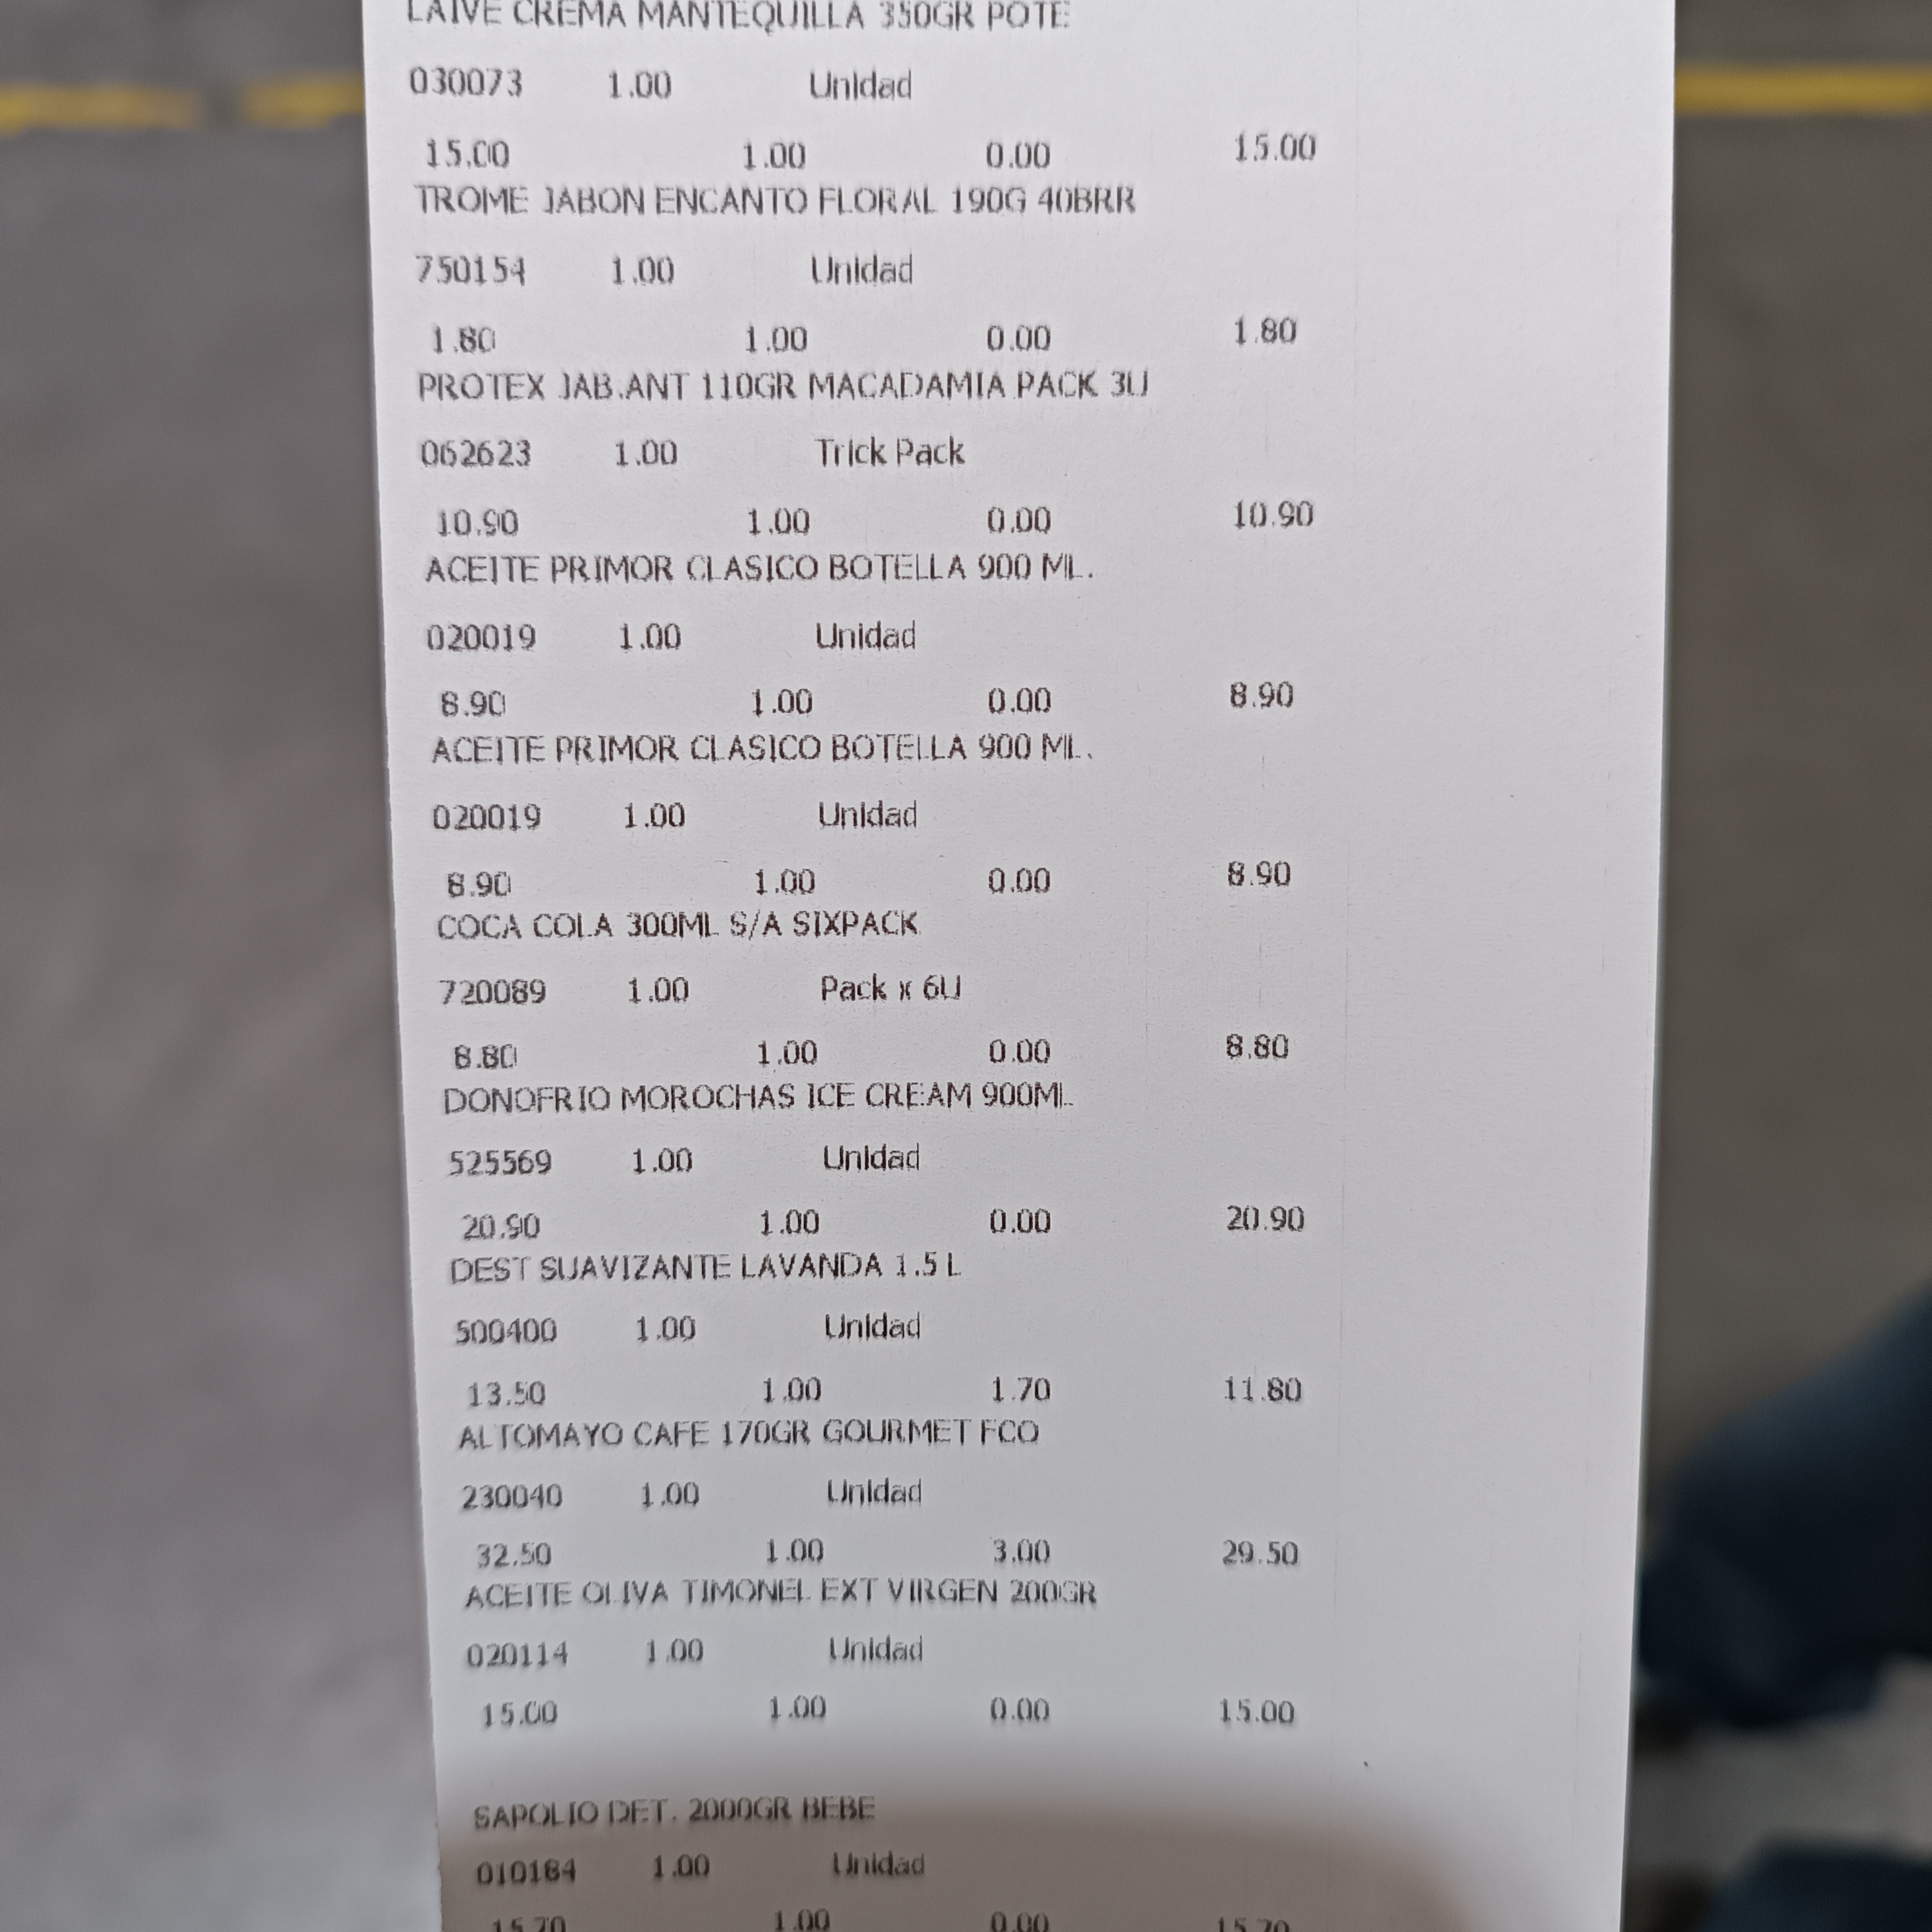 LAIVE CREMA MANTEQUILLA 350GR POTE
030073 1.00 Unidad
15.00 1.00 0.00 15.00
TROME JABON ENCANTO FLORAL 190G 40BRR
750154 1.00 Unidad
1.80 1.00 0.00 1.80
PROTEX JAB.ANT 110GR MACADAMIA PACK 3U
062623 1.00 Trick Pack
10.90 1.00 0.00 10.90
ACEITE PRIMOR CLASICO BOTELLA 900 ML.
020019 1.00 Unidad
8.90 1.00 0.00 8.90
ACEITE PRIMOR CLASICO BOTELLA 900 ML.
020019 1.00 Unidad
8.90 1.00 0.00 8.90
COCA COLA 300ML S/A SIXPACK
720089 1.00 Pack x 6U
8.80 1.00 0.00 8.80
DONOFRIO MOROCHAS ICE CREAM 900ML
525569 1.00 Unidad
20.90 1.00 0.00 20.90
DEST SUAVIZANTE LAVANDA 1.5 L
500400 1.00 Unidad
13.50 1.00 1.70 11.80
ALTOMAYO CAFE 170GR GOURMET FCO
230040 1.00 Unidad
32.50 1.00 3.00 29.50
ACEITE OLIVA TIMONEL EXT VIRGEN 200GR
020114 1.00 Unidad
15.00 1.00 0.00 15.00
SAPOLIO DET. 2000GR BEBE
010184 1.00 Unidad
15.70 1.00 0.00 15.70